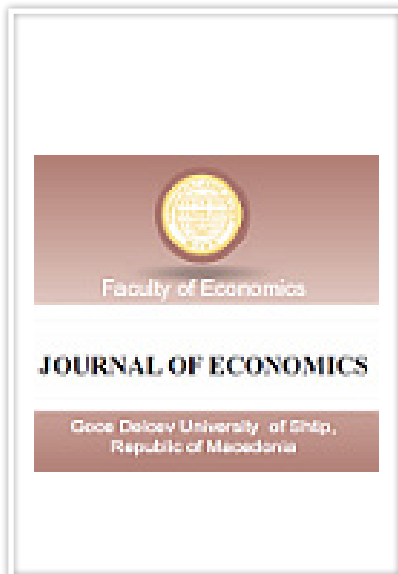 Faculty of Economics
JOURNAL OF ECONOMICS
Goce Delcev University of Shtip,
Republic of Macedonia